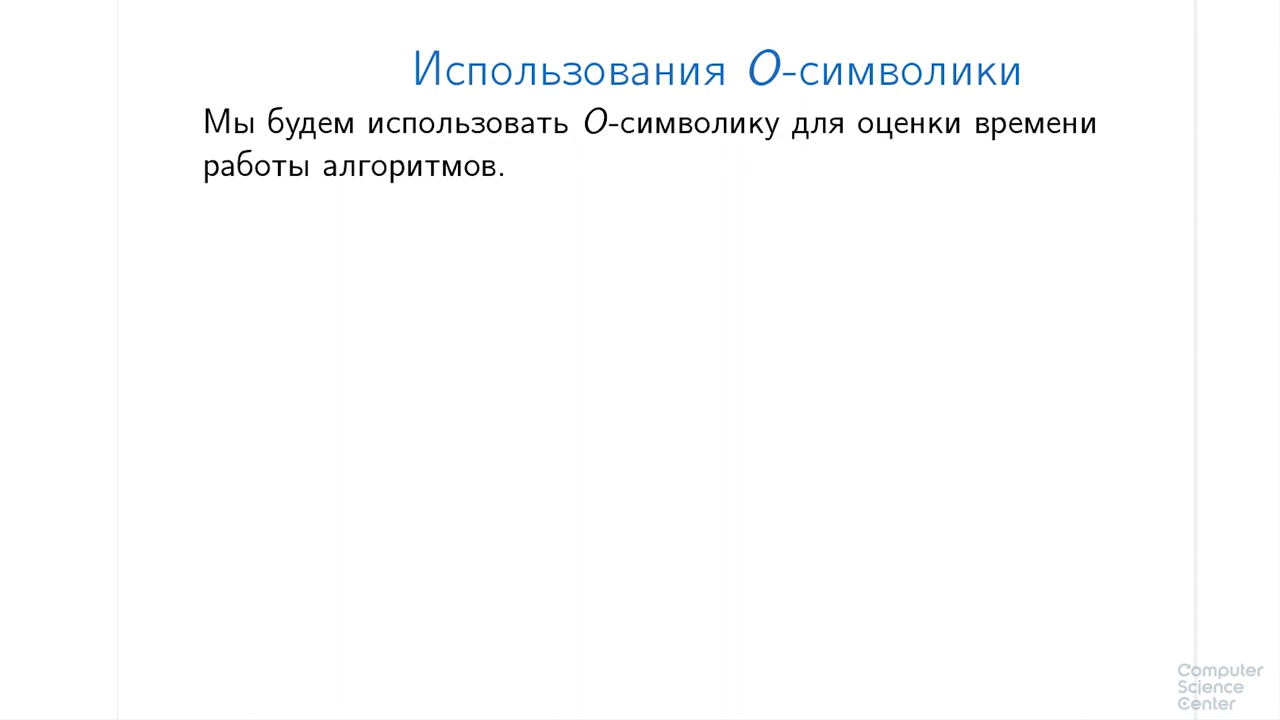 Использования O-символики
Мы будем использовать O-символику для оценки времени
работы алгоритмов.
Computer
Science
Center